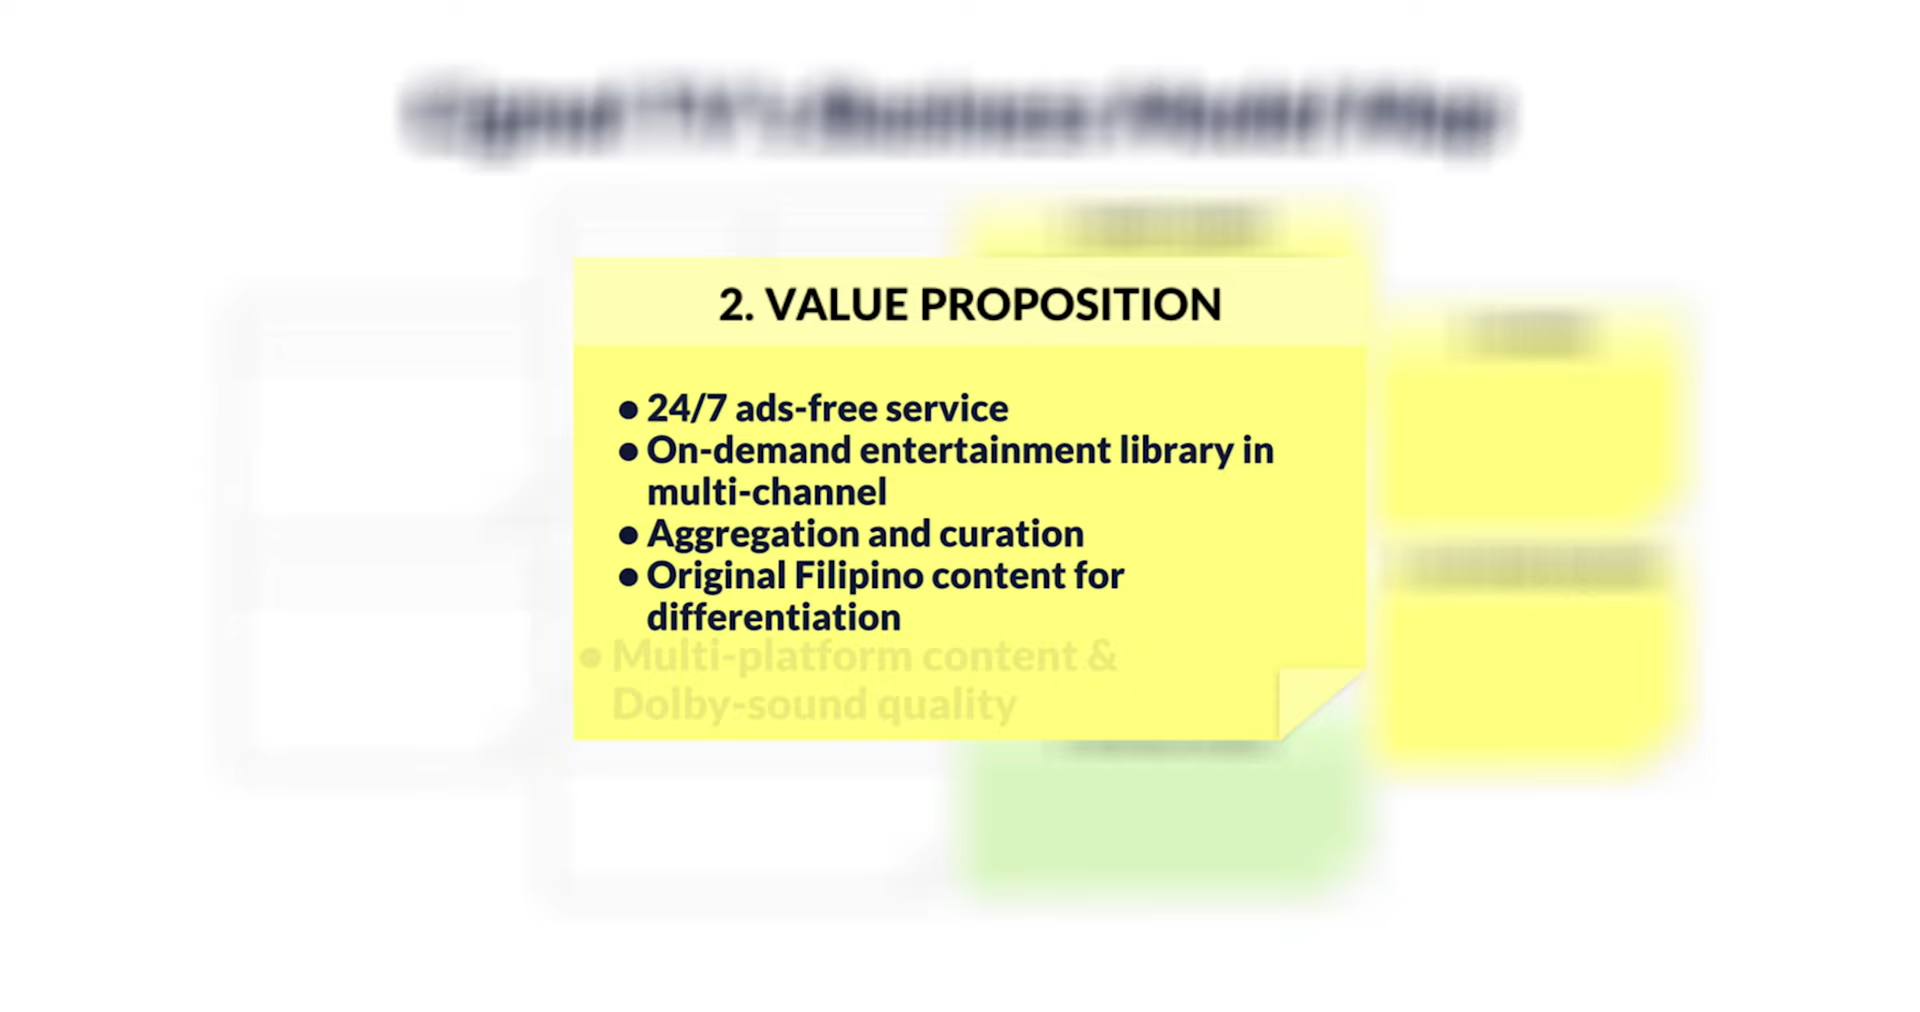 2. VALUE PROPOSITION
● 24/7 ads-free service
● On-demand entertainment library in
multi-channel
● Aggregation and curation
● Original Filipino content for
differentiation
● Multi-platform content &
Dolby-sound quality